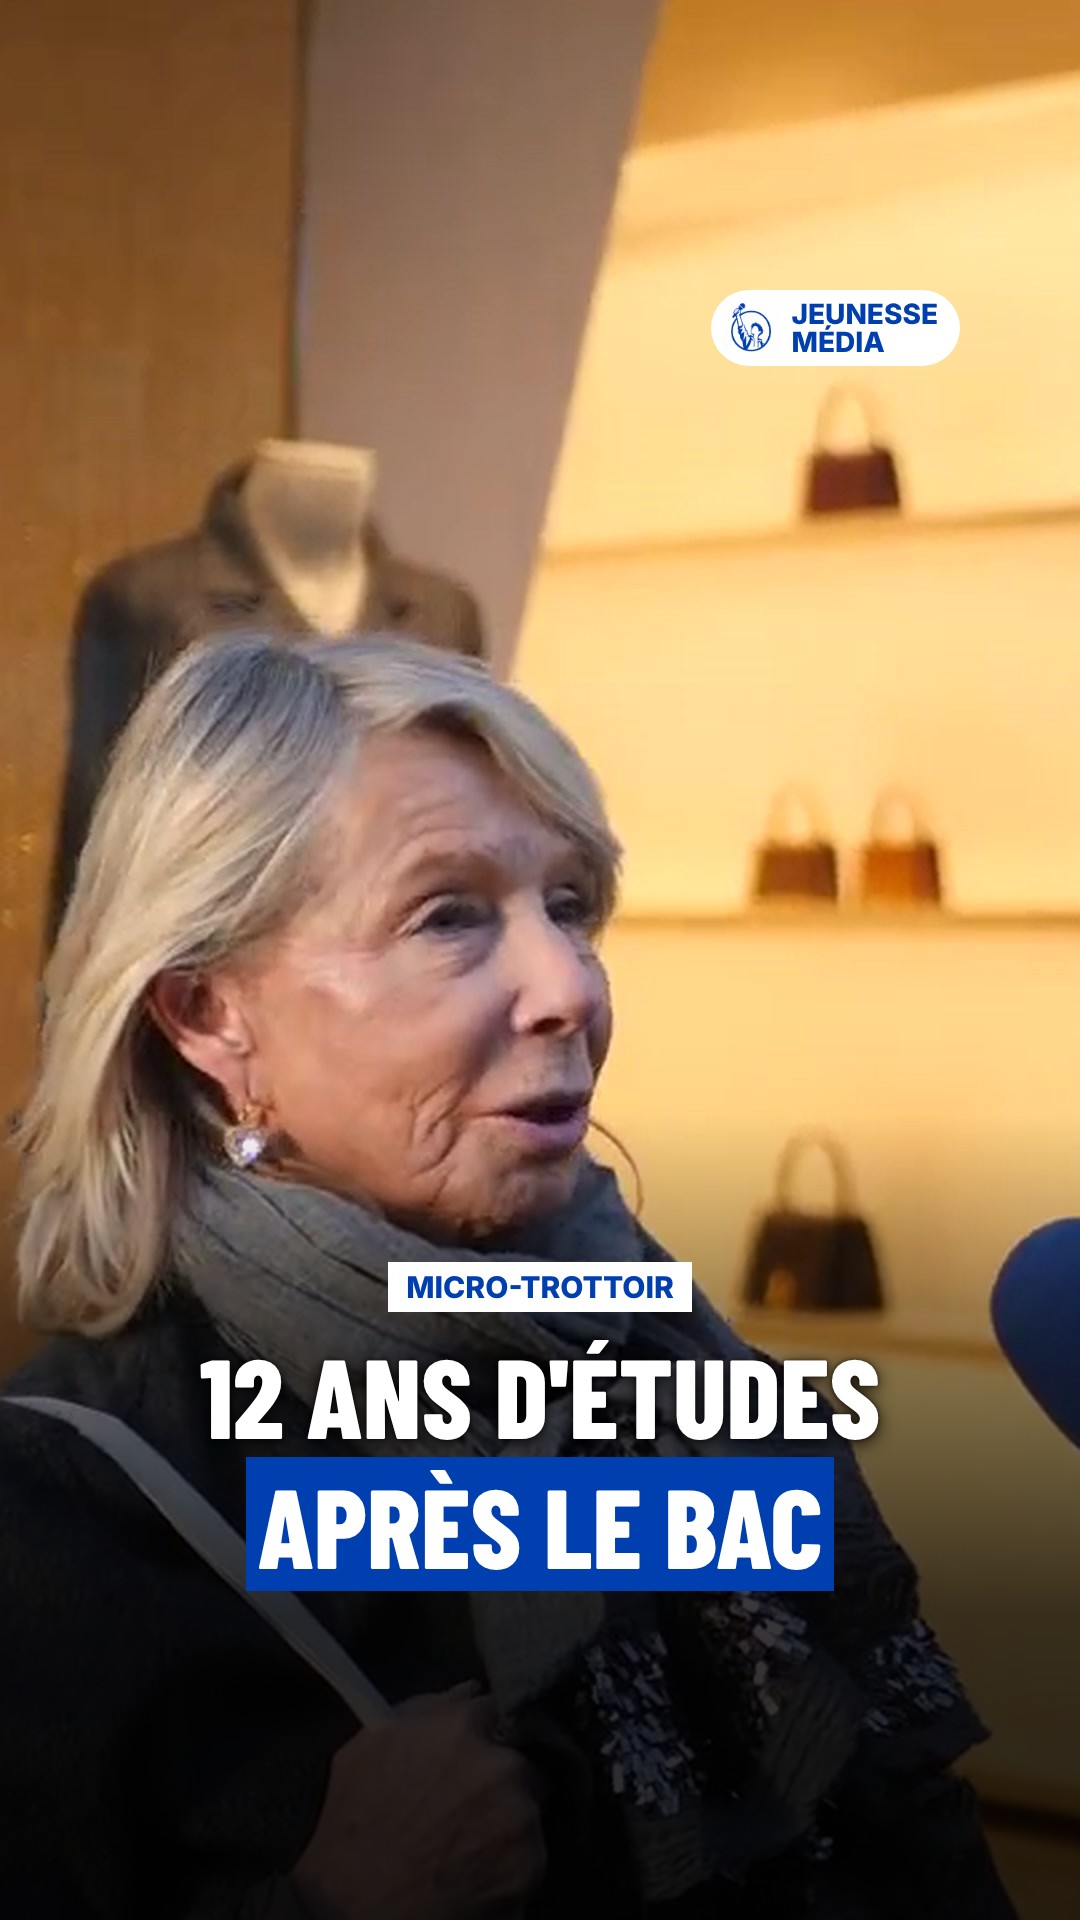 JEUNESSE
MÉDIA
MICRO-TROTTOIR
12 ANS D'ÉTUDES
APRÈS LE BAC